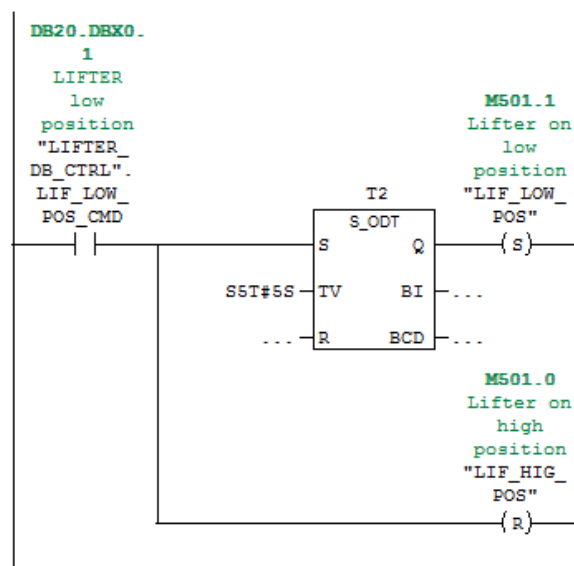 DB20.DBX0.
1
LIFTER
low
position
"LIFTER_
DB_CTRL".
LIF_LOW_
POS_CMD
M501.1
Lifter on
low
position
"LIF_LOW_
POS"
T2
S_ODT
S Q
(S)
S5T#5S TV BI ...
... R BCD ...
M501.0
Lifter on
high
position
"LIF_HIG_
POS"
(R)